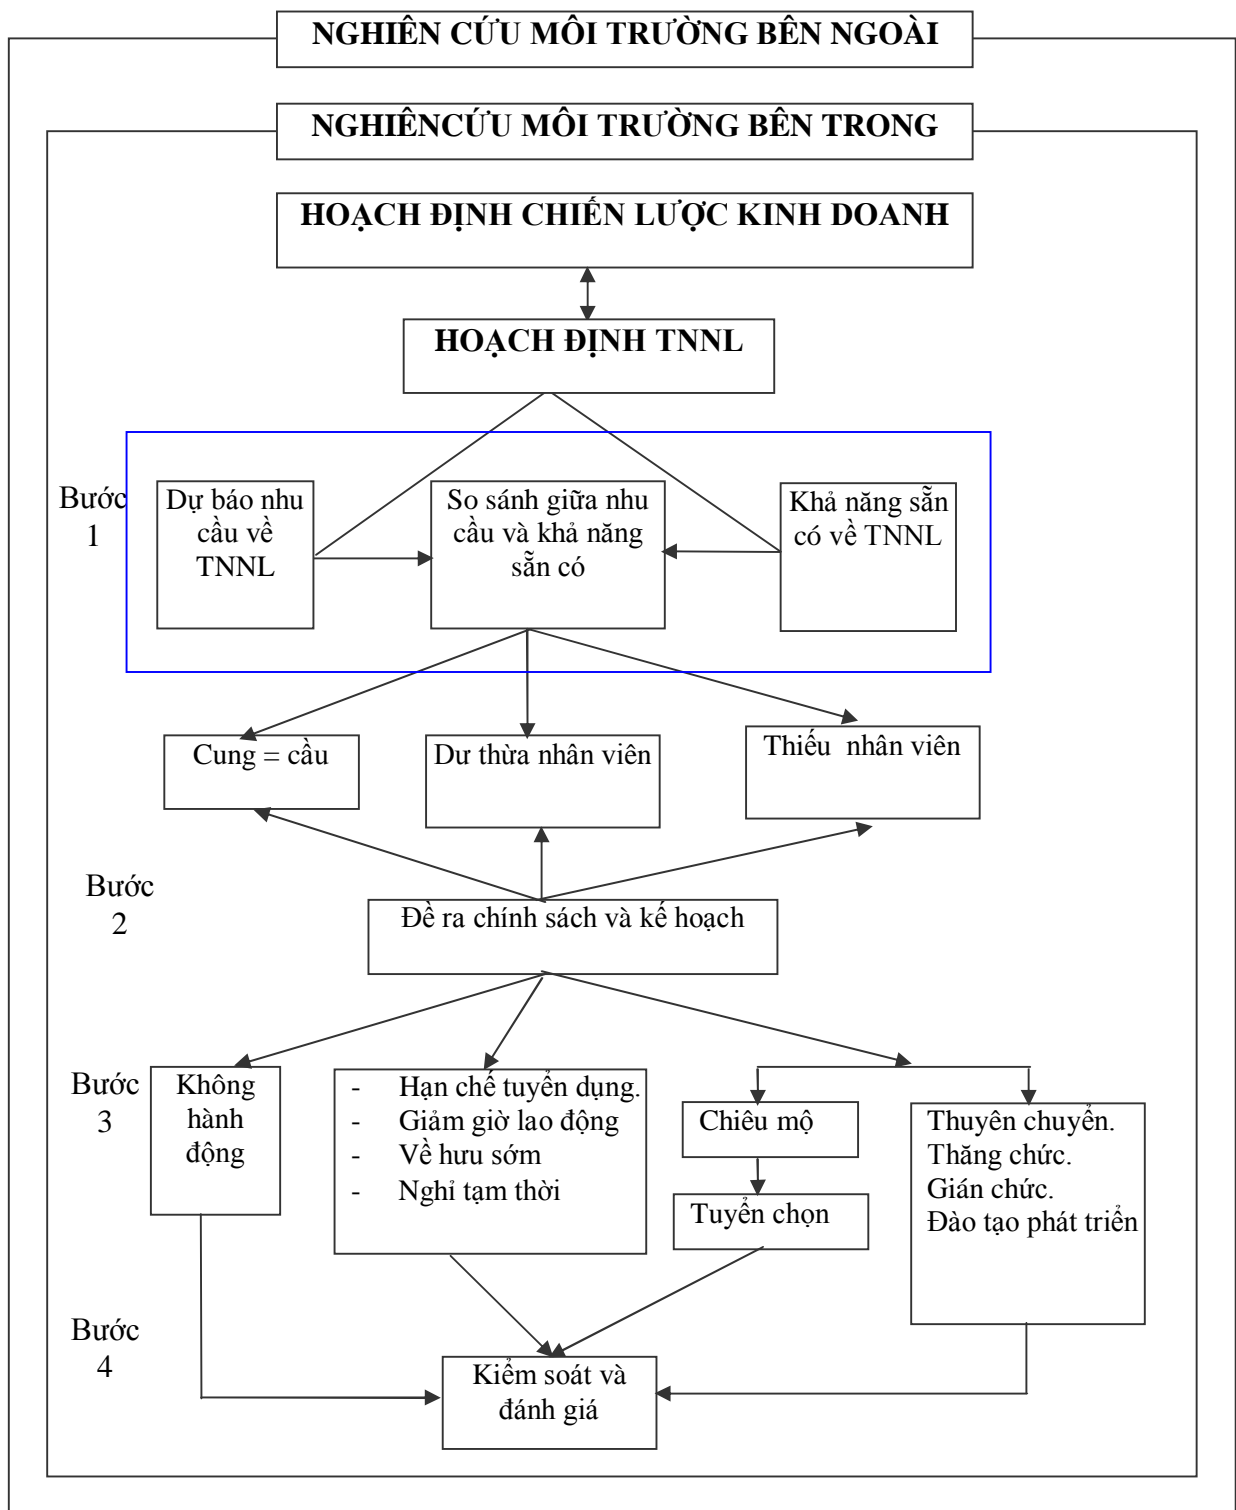 NGHIÊN CỨU MÔI TRƯỜNG BÊN NGOÀI
NGHIÊNCỨU MÔI TRƯỜNG BÊN TRONG
HOẠCH ĐỊNH CHIẾN LƯỢC KINH DOANH
HOẠCH ĐỊNH TNNL
Bước
1
Dự báo nhu
cầu về
TNNL
So sánh giữa nhu
cầu và khả năng
sẵn có
Khả năng sẵn
có về TNNL
Cung = cầu
Dư thừa nhân viên
Thiếu nhân viên
Bước
2
Đề ra chính sách và kế hoạch
Bước
3
Không
hành
động
- Hạn chế tuyển dụng.
- Giảm giờ lao động
- Về hưu sớm
- Nghỉ tạm thời
Chiêu mộ
Tuyển chọn
Thuyên chuyển.
Thăng chức.
Gián chức.
Đào tạo phát triển
Bước
4
Kiểm soát và
đánh giá